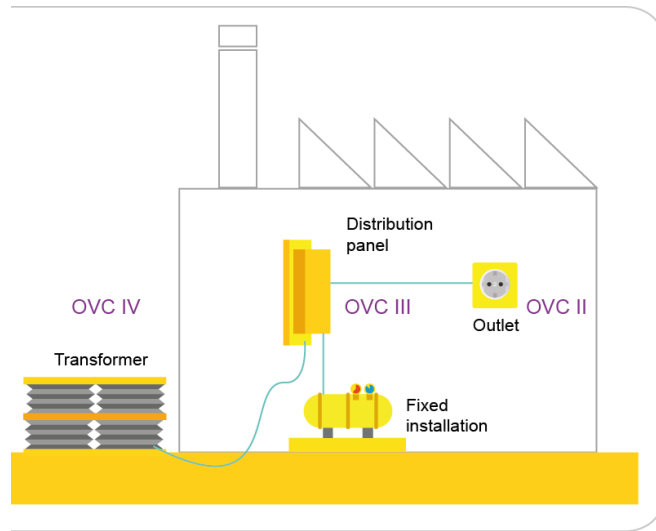 Distribution
panel
OVC IV
OVC III
OVC II
Outlet
Transformer
Fixed
installation